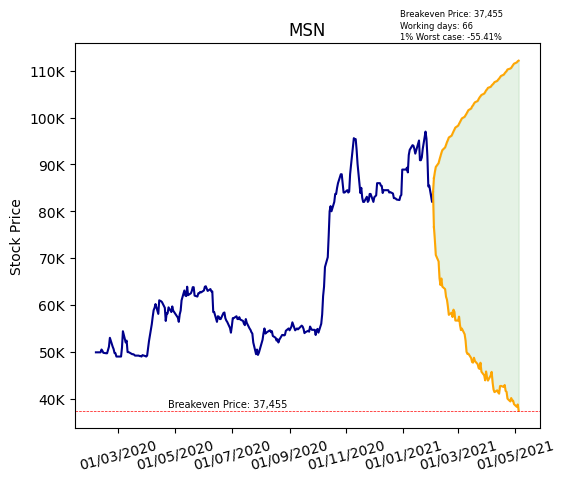 Breakeven Price: 37,455
Working days: 66
1% Worst case: -55.41%
MSN
Stock Price
110K
100K
90K
80K
70K
60K
50K
40K
Breakeven Price: 37,455
01/03/2020
01/05/2020
01/07/2020
01/09/2020
01/11/2020
01/01/2021
01/03/2021
01/05/2021